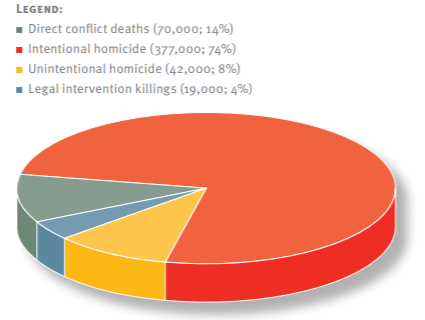 LEGEND:
Direct conflict deaths (70,000; 14%)
Intentional homicide (377,000; 74%)
Unintentional homicide (42,000; 8%)
Legal intervention killings (19,000; 4%)